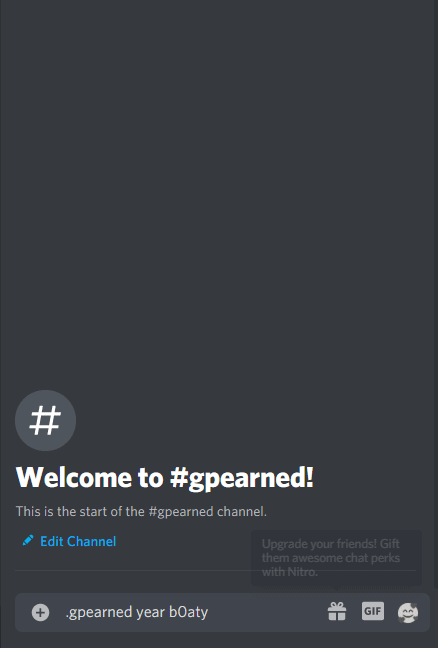 #
Welcome to #gpearned!
This is the start of the #gpearned channel.
Edit Channel
Upgrade your friends! Gift
them awesome chat perks
with Nitro.
.gpearned year b0aty
GIF